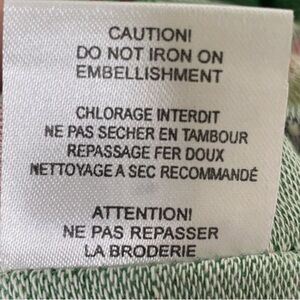 CAUTION!
DO NOT IRON ON
EMBELLISHMENT
CHLORAGE INTERDIT
NE PAS SECHER EN TAMBOUR
REPASSAGE FER DOUX
NETTOYAGE A SEC RECOMMANDÉ
ATTENTION!
NE PAS REPASSER
LA BRODERIE